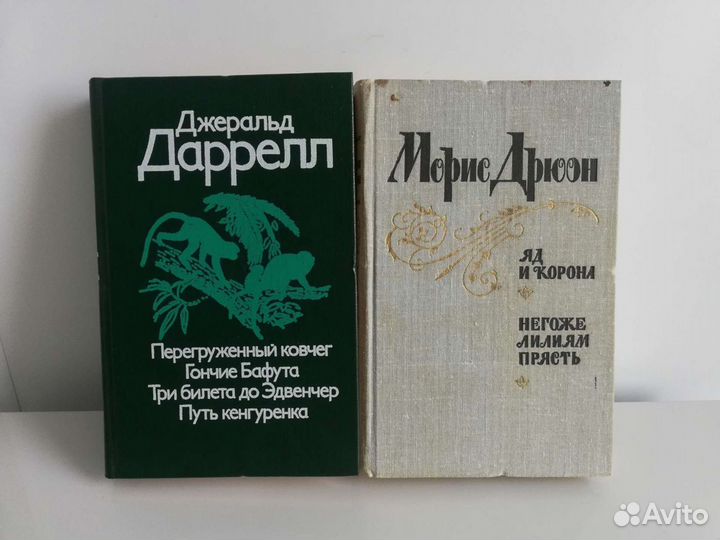 Джеральд
Даррелл
Перегруженный ковчег
Гончие Бафута
Три билета до Эдвенчер
Путь кенгуренка
Морис Дрюон
ЯД
И КОРОНА
НЕГОЖЕ
ЛИЛИЯМ
ПРЯСТЬ
Avito